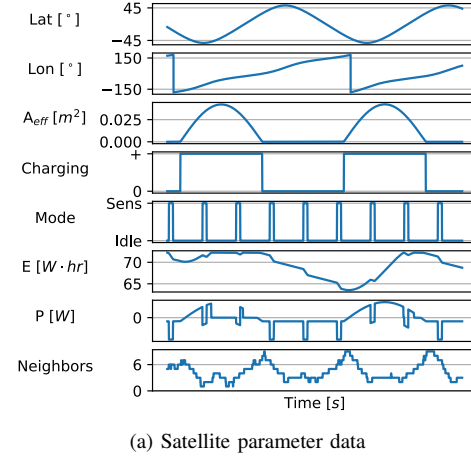 Lat [°]
45
−45
Lon [°]
150
−150
A_eff [m²]
0.025
0.000
Charging
+
0
Mode
Sens
Idle
E [W · hr]
70
65
P [W]
0
Neighbors
6
0
Time [s]
(a) Satellite parameter data